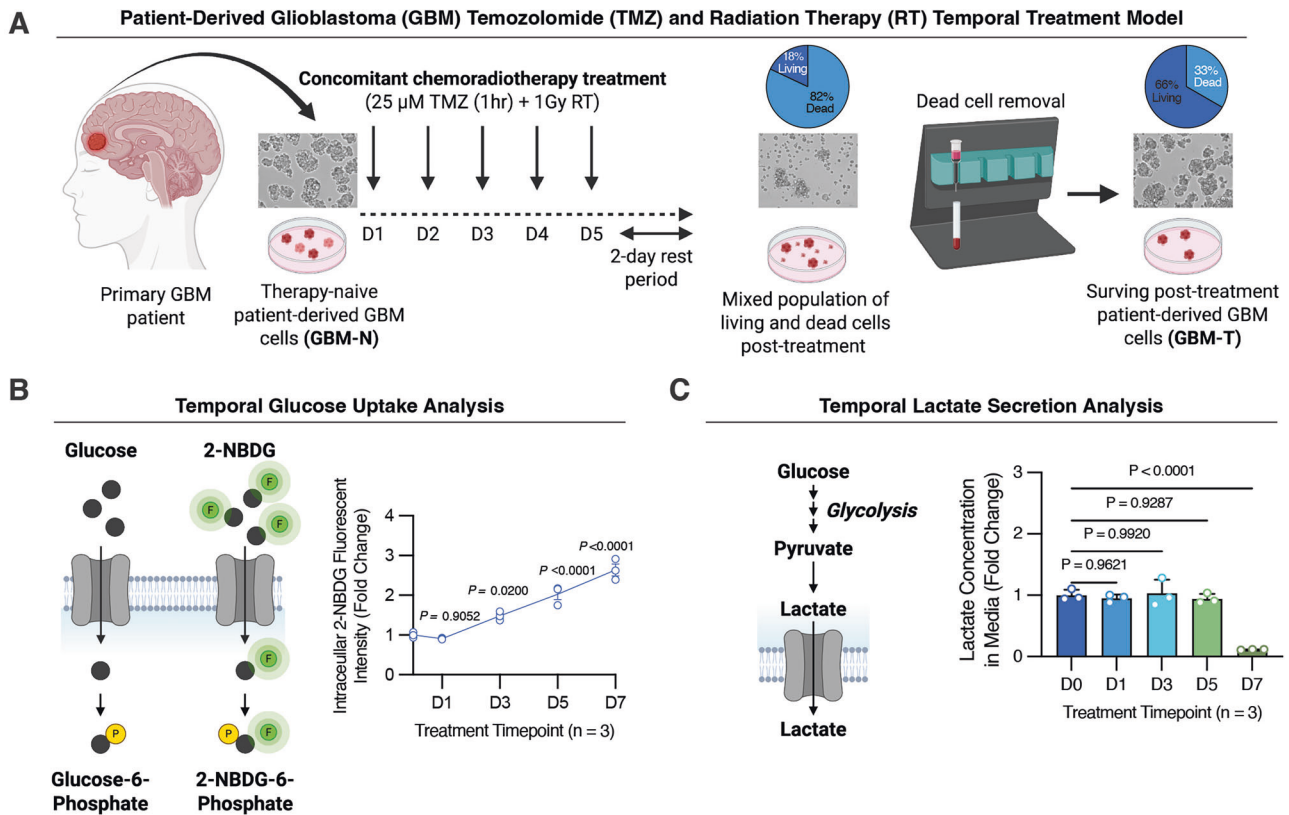 A
Patient-Derived Glioblastoma (GBM) Temozolomide (TMZ) and Radiation Therapy (RT) Temporal Treatment Model
Concomitant chemoradiotherapy treatment
(25 µM TMZ (1hr) + 1Gy RT)
D1
D2
D3
D4
D5
2-day rest
period
Primary GBM
patient
Therapy-naive
patient-derived GBM
cells (GBM-N)
18%
Living
82%
Dead
Mixed population of
living and dead cells
post-treatment
Dead cell removal
33%
Dead
66%
Living
Surving post-treatment
patient-derived GBM
cells (GBM-T)
B
Temporal Glucose Uptake Analysis
Glucose
2-NBDG
F
F
F
F
P
P
F
Glucose-6-
Phosphate
2-NBDG-6-
Phosphate
Intraceullar 2-NBDG Fluorescent
Intensity (Fold Change)
4
3
2
1
0
P = 0.9052
P = 0.0200
P <0.0001
P <0.0001
D1
D3
D5
D7
Treatment Timepoint (n = 3)
C
Temporal Lactate Secretion Analysis
Glucose
Glycolysis
Pyruvate
Lactate
Lactate
Lactate Concentration
in Media (Fold Change)
3
2
1
0
P < 0.0001
P = 0.9287
P = 0.9920
P = 0.9621
D0
D1
D3
D5
D7
Treatment Timepoint (n = 3)